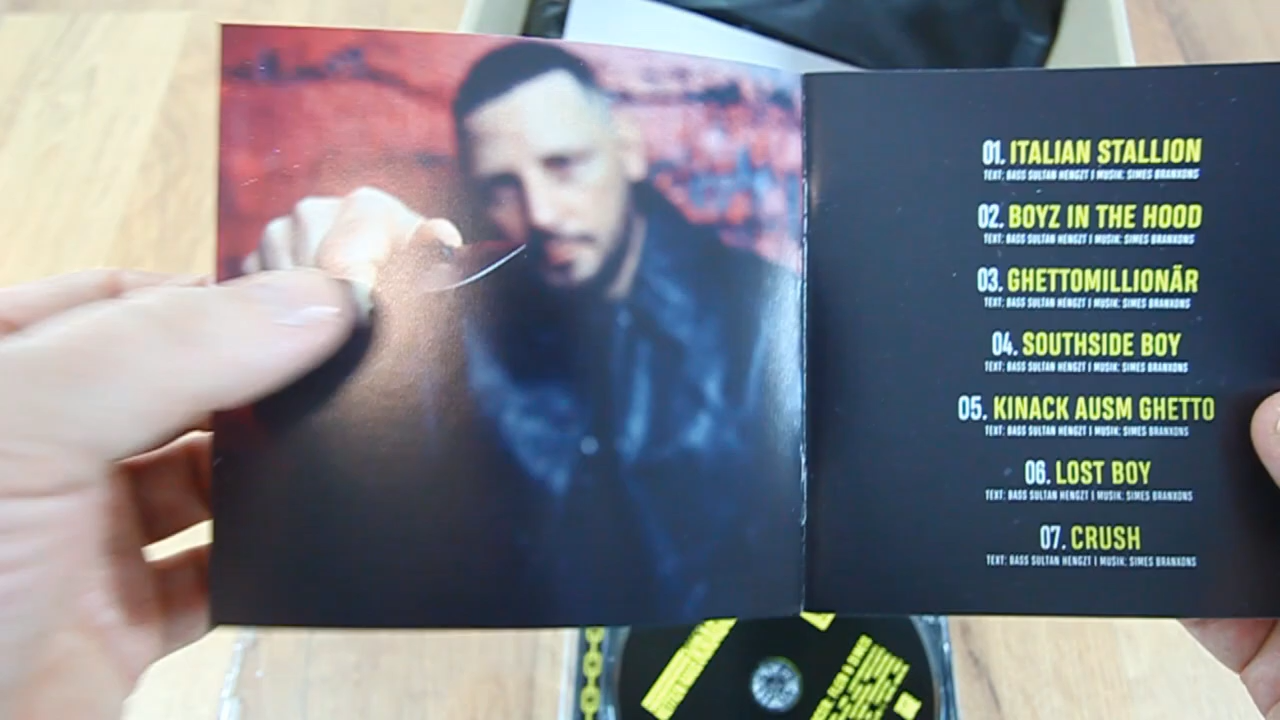 01. ITALIAN STALLION
TEXT: BASS SULTAN HENGZT | MUSIK: SIMES BRANXONS
02. BOYZ IN THE HOOD
TEXT: BASS SULTAN HENGZT | MUSIK: SIMES BRANXONS
03. GHETTOMILLIONÄR
TEXT: BASS SULTAN HENGZT | MUSIK: SIMES BRANXONS
04. SOUTHSIDE BOY
TEXT: BASS SULTAN HENGZT | MUSIK: SIMES BRANXONS
05. KINACK AUSM GHETTO
TEXT: BASS SULTAN HENGZT | MUSIK: SIMES BRANXONS
06. LOST BOY
TEXT: BASS SULTAN HENGZT | MUSIK: SIMES BRANXONS
07. CRUSH
TEXT: BASS SULTAN HENGZT | MUSIK: SIMES BRANXONS